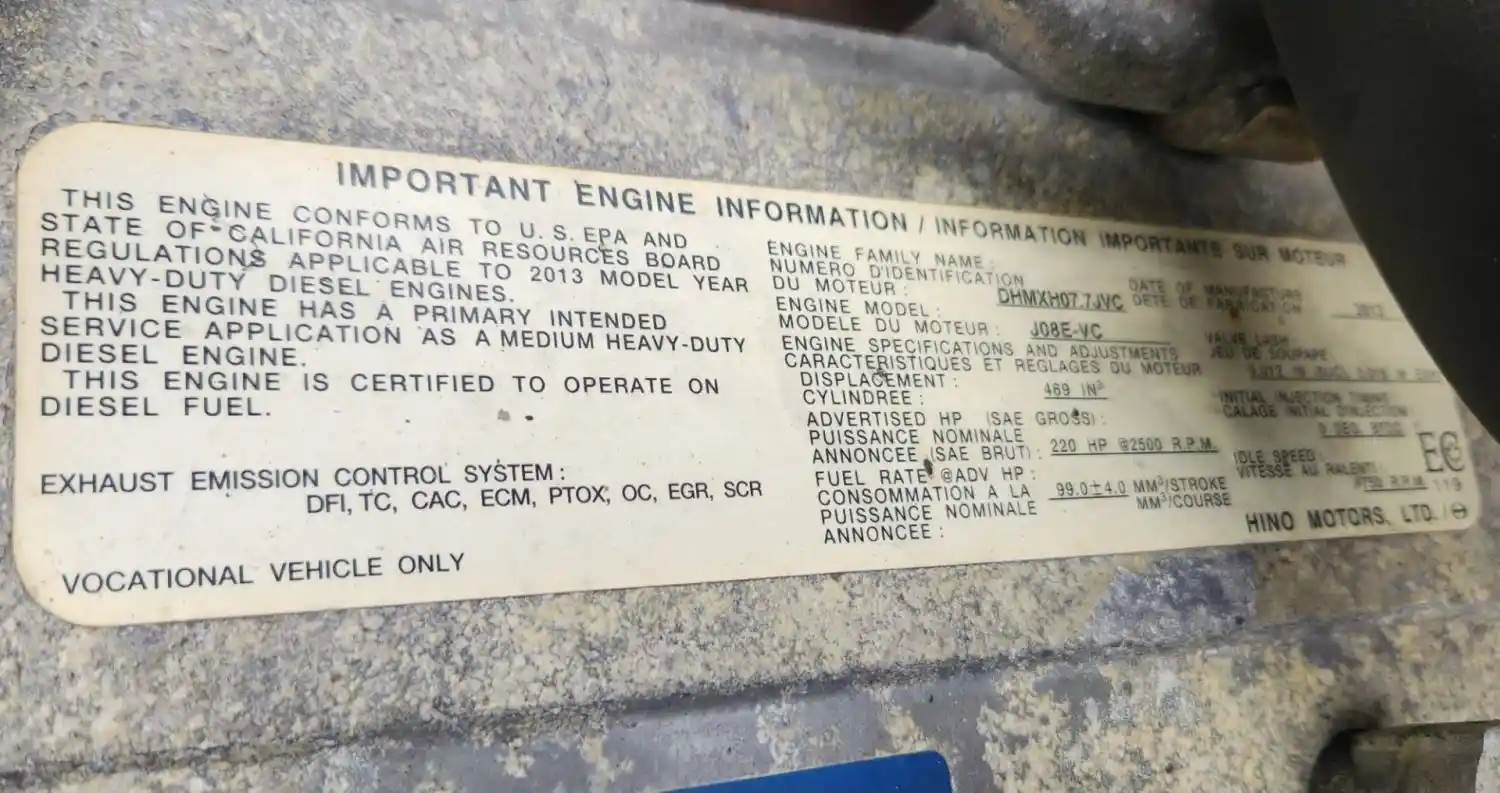 IMPORTANT ENGINE INFORMATION / INFORMATION IMPORTANTE SUR MOTEUR
THIS ENGINE CONFORMS TO U.S. EPA AND
STATE OF CALIFORNIA AIR RESOURCES BOARD
REGULATIONS APPLICABLE TO 2013 MODEL YEAR
HEAVY-DUTY DIESEL ENGINES.
THIS ENGINE HAS A PRIMARY INTENDED
SERVICE APPLICATION AS A MEDIUM HEAVY-DUTY
DIESEL ENGINE.
THIS ENGINE IS CERTIFIED TO OPERATE ON
DIESEL FUEL.
EXHAUST EMISSION CONTROL SYSTEM:
DFI, TC, CAC, ECM, PTOX, OC, EGR, SCR
VOCATIONAL VEHICLE ONLY
ENGINE FAMILY NAME:
NUMERO D'IDENTIFICATION
DU MOTEUR: DHMXH07.7JVC
ENGINE MODEL:
MODELE DU MOTEUR: J08E-VC
ENGINE SPECIFICATIONS AND ADJUSTMENTS
CARACTERISTIQUES ET REGLAGES DU MOTEUR
DISPLACEMENT:
CYLINDREE: 469 IN³
ADVERTISED HP (SAE GROSS):
PUISSANCE NOMINALE
ANNONCEE (SAE BRUT): 220 HP @2500 R.P.M.
FUEL RATE @ADV HP:
CONSOMMATION A LA 99.0±4.0 MM³/STROKE
PUISSANCE NOMINALE MM³/COURSE
ANNONCEE:
DATE OF MANUFACTURE
DETE DE FABRICATION
VALVE LASH
JEU DE SOUPAPE
INITIAL INJECTION TIMING
CALAGE INITIAL D'INJECTION
IDLE SPEED:
VITESSE AU RALENTI:
R.P.M.
EC
119
HINO MOTORS, LTD.